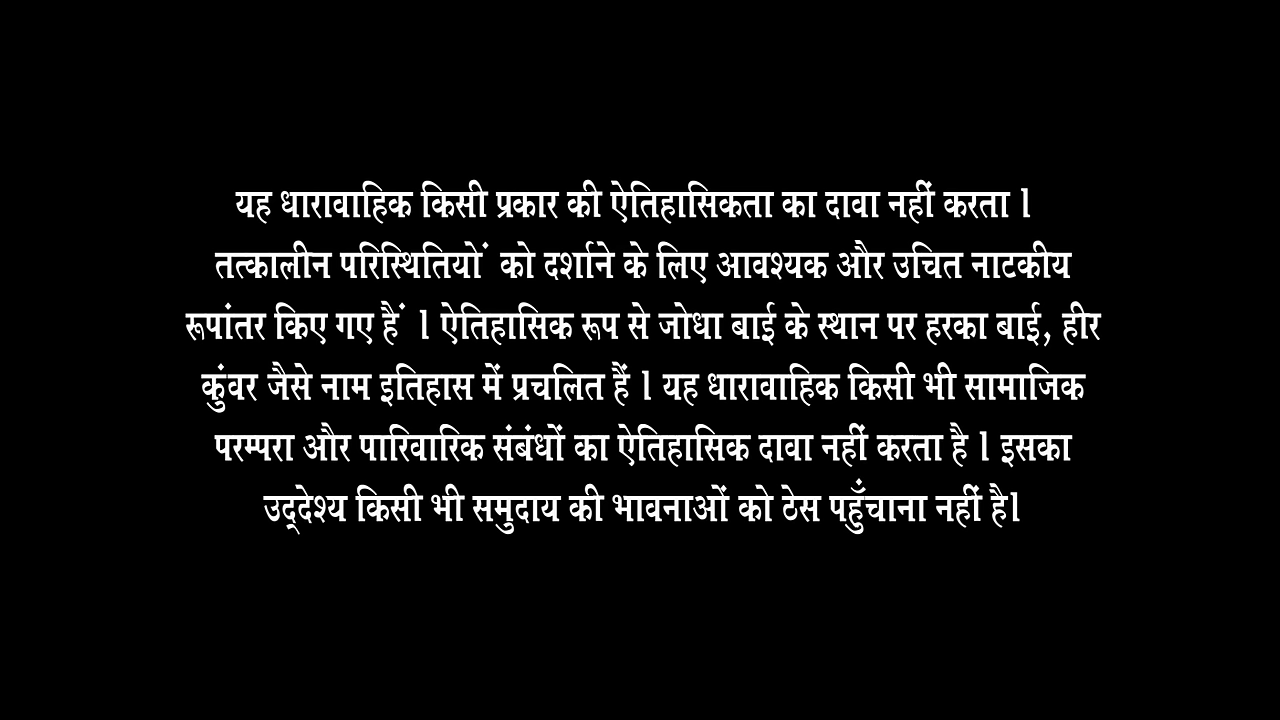 यह धारावाहिक किसी प्रकार की ऐतिहासिकता का दावा नहीं करता l
तत्कालीन परिस्थितियों को दर्शाने के लिए आवश्यक और उचित नाटकीय
रूपांतर किए गए हैं l ऐतिहासिक रूप से जोधा बाई के स्थान पर हरका बाई, हीर
कुंवर जैसे नाम इतिहास में प्रचलित हैं l यह धारावाहिक किसी भी सामाजिक
परम्परा और पारिवारिक संबंधों का ऐतिहासिक दावा नहीं करता है l इसका
उद्देश्य किसी भी समुदाय की भावनाओं को ठेस पहुँचाना नहीं है।